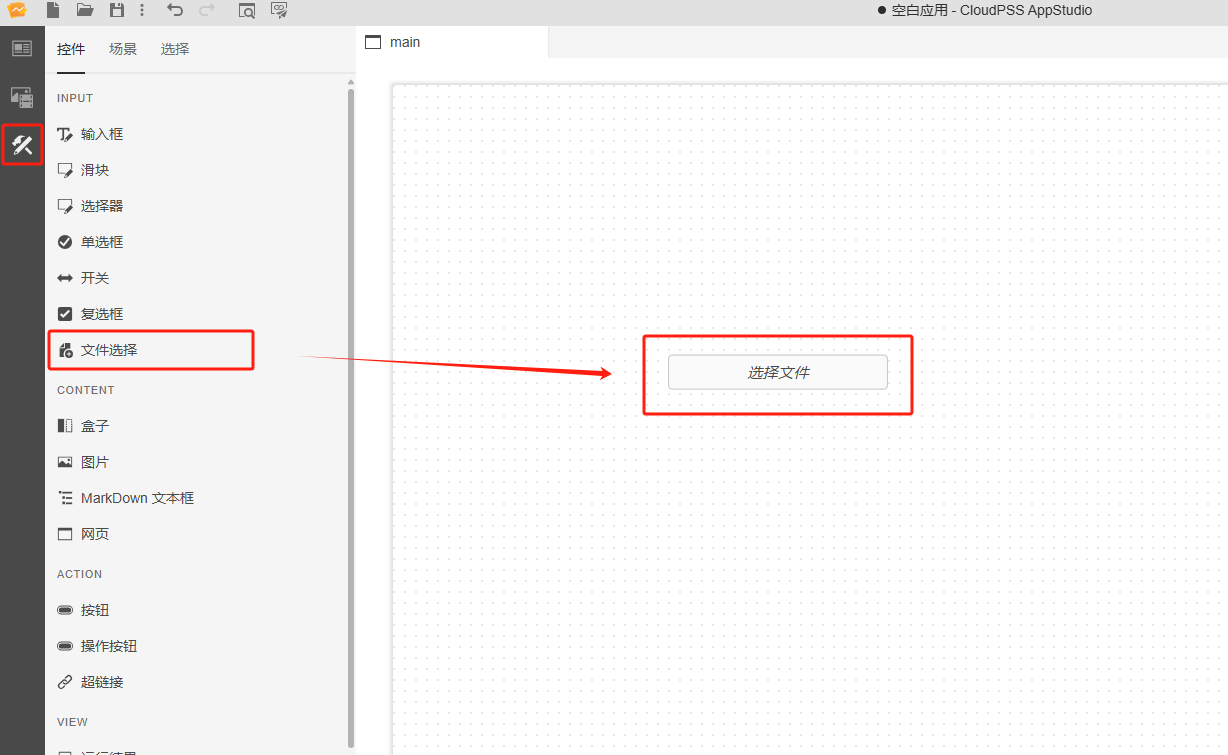 ● 空白应用 - CloudPSS AppStudio
控件 场景 选择
main
INPUT
输入框
滑块
选择器
单选框
开关
复选框
文件选择
选择文件
CONTENT
盒子
图片
MarkDown 文本框
网页
ACTION
按钮
操作按钮
超链接
VIEW